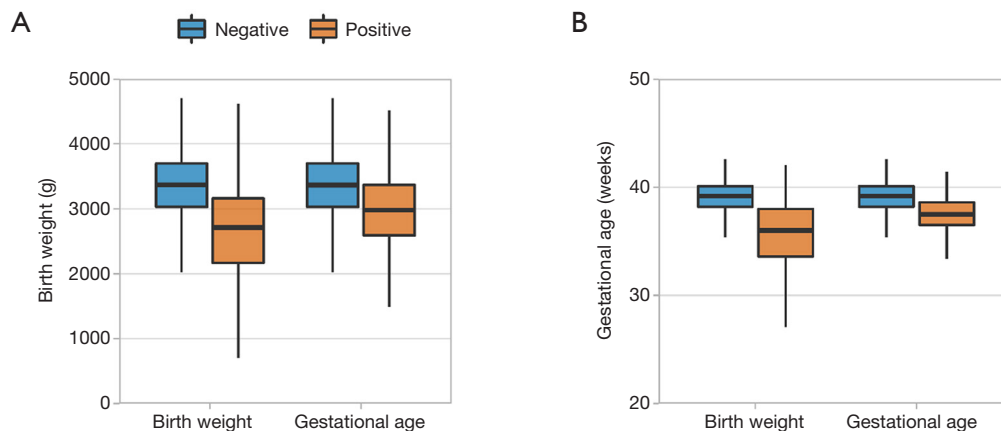 A
Negative
Positive
B
Birth weight (g)
5000
4000
3000
2000
1000
0
Birth weight
Gestational age
Gestational age (weeks)
50
40
30
20
Birth weight
Gestational age